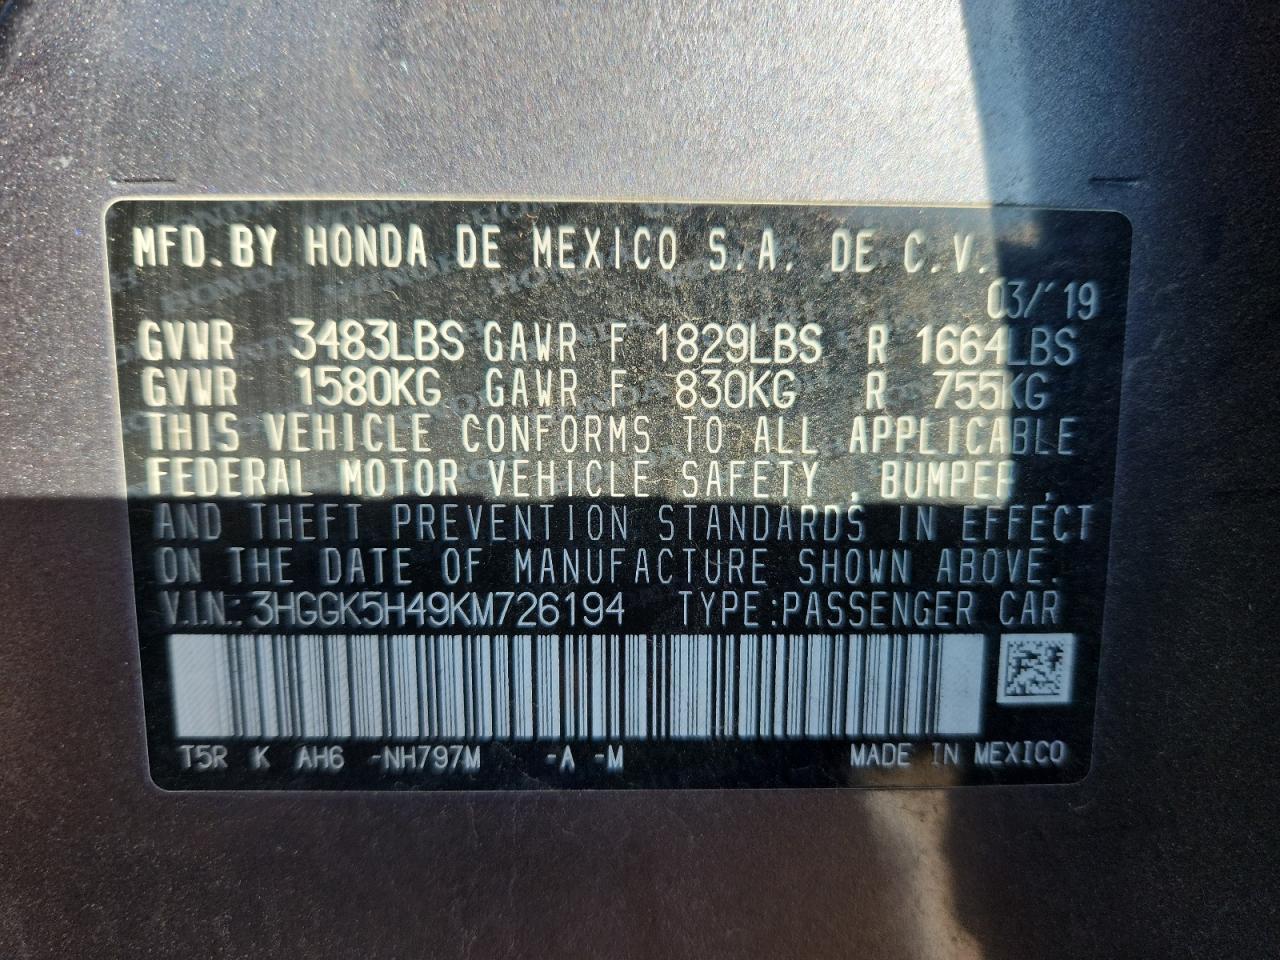 MFD.BY HONDA DE MEXICO S.A. DE C.V.
03/'19
GVWR 3483LBS GAWR F 1829LBS R 1664LBS
GVWR 1580KG GAWR F 830KG R 755KG
THIS VEHICLE CONFORMS TO ALL APPLICABLE
FEDERAL MOTOR VEHICLE SAFETY , BUMPER ,
AND THEFT PREVENTION STANDARDS IN EFFECT
ON THE DATE OF MANUFACTURE SHOWN ABOVE.
V.I.N.: 3HGGK5H49KM726194 TYPE:PASSENGER CAR
T5R K AH6 -NH797M -A -M MADE IN MEXICO